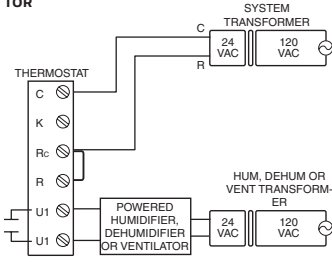 TOR
SYSTEM
TRANSFORMER
C
R
24
VAC
120
VAC
THERMOSTAT
C
K
Rc
R
U1
U1
POWERED
HUMIDIFIER,
DEHUMIDIFIER
OR VENTILATOR
HUM, DEHUM OR
VENT TRANSFORM-
ER
24
VAC
120
VAC